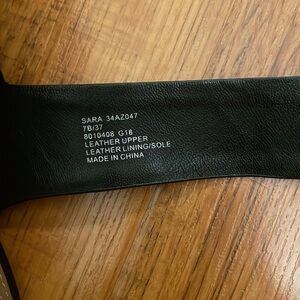 SARA 34AZ047
7B/37
8010408 G18
LEATHER UPPER
LEATHER LINING/SOLE
MADE IN CHINA